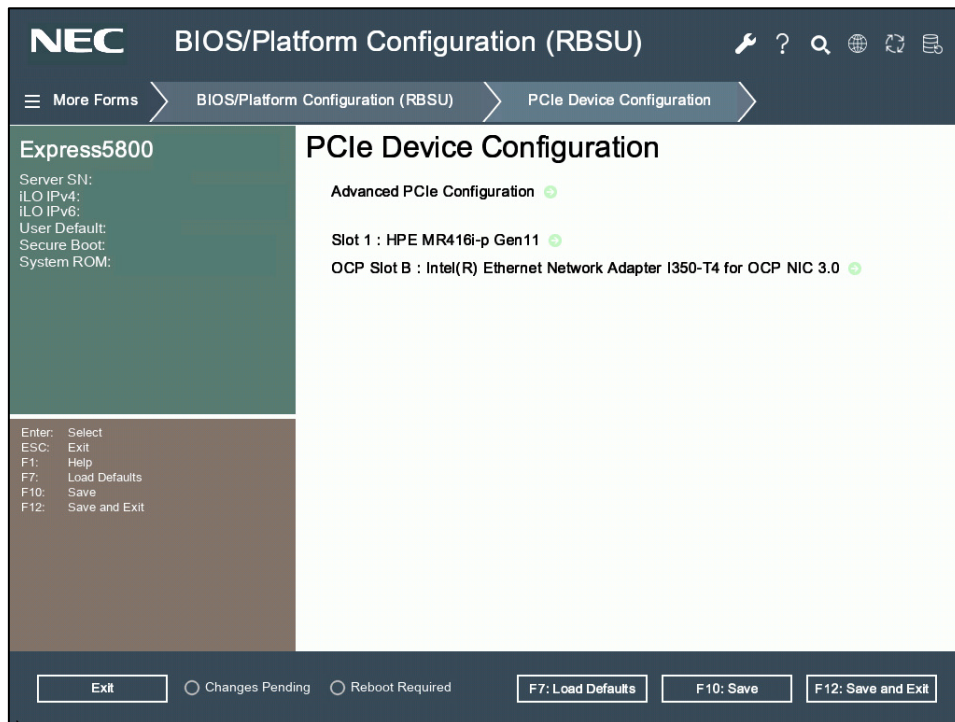 NEC
BIOS/Platform Configuration (RBSU)
?
More Forms
BIOS/Platform Configuration (RBSU)
PCIe Device Configuration
Express5800
Server SN:
iLO IPv4:
iLO IPv6:
User Default:
Secure Boot:
System ROM:
PCIe Device Configuration
Advanced PCIe Configuration
Slot 1 : HPE MR416i-p Gen11
OCP Slot B : Intel(R) Ethernet Network Adapter I350-T4 for OCP NIC 3.0
Enter: Select
ESC: Exit
F1: Help
F7: Load Defaults
F10: Save
F12: Save and Exit
Exit
Changes Pending
Reboot Required
F7: Load Defaults
F10: Save
F12: Save and Exit